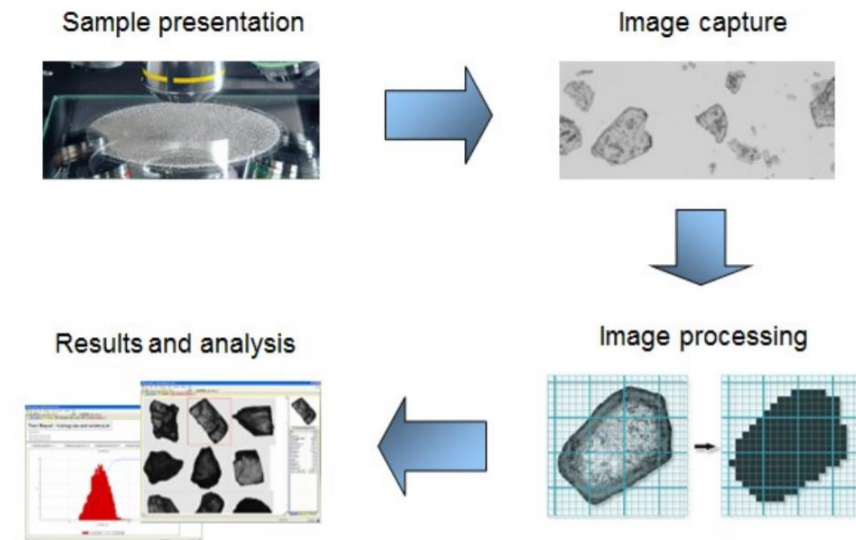 Sample presentation
Image capture
Image processing
Results and analysis